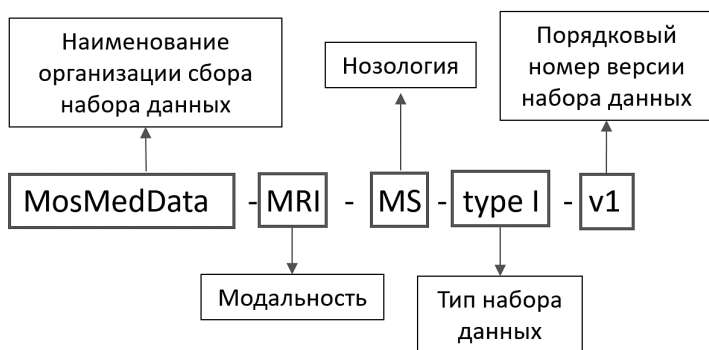 Наименование
организации сбора
набора данных
Нозология
Порядковый
номер версии
набора данных
MosMedData - MRI - MS - type I - v1
Модальность
Тип набора
данных